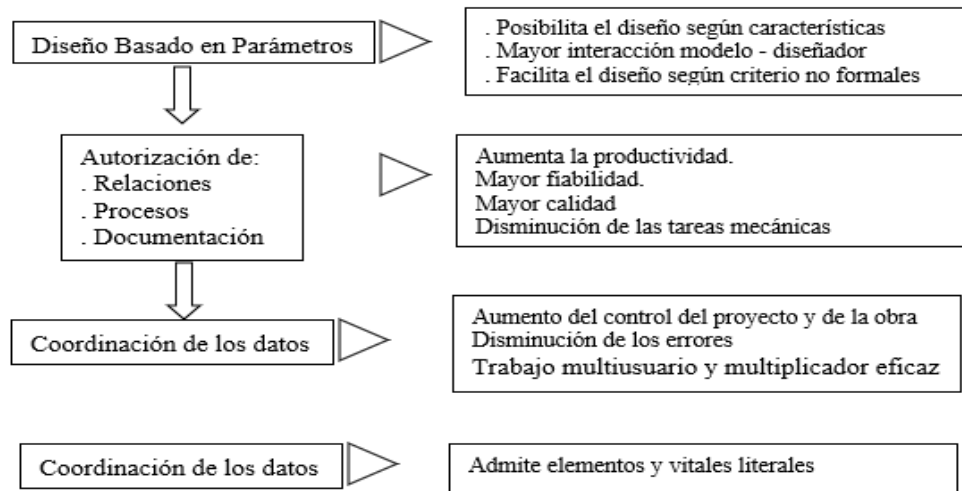 Diseño Basado en Parámetros
. Posibilita el diseño según características
. Mayor interacción modelo - diseñador
. Facilita el diseño según criterio no formales
Autorización de:
. Relaciones
. Procesos
. Documentación
Aumenta la productividad.
Mayor fiabilidad.
Mayor calidad
Disminución de las tareas mecánicas
Coordinación de los datos
Aumento del control del proyecto y de la obra
Disminución de los errores
Trabajo multiusuario y multiplicador eficaz
Coordinación de los datos
Admite elementos y vitales literales